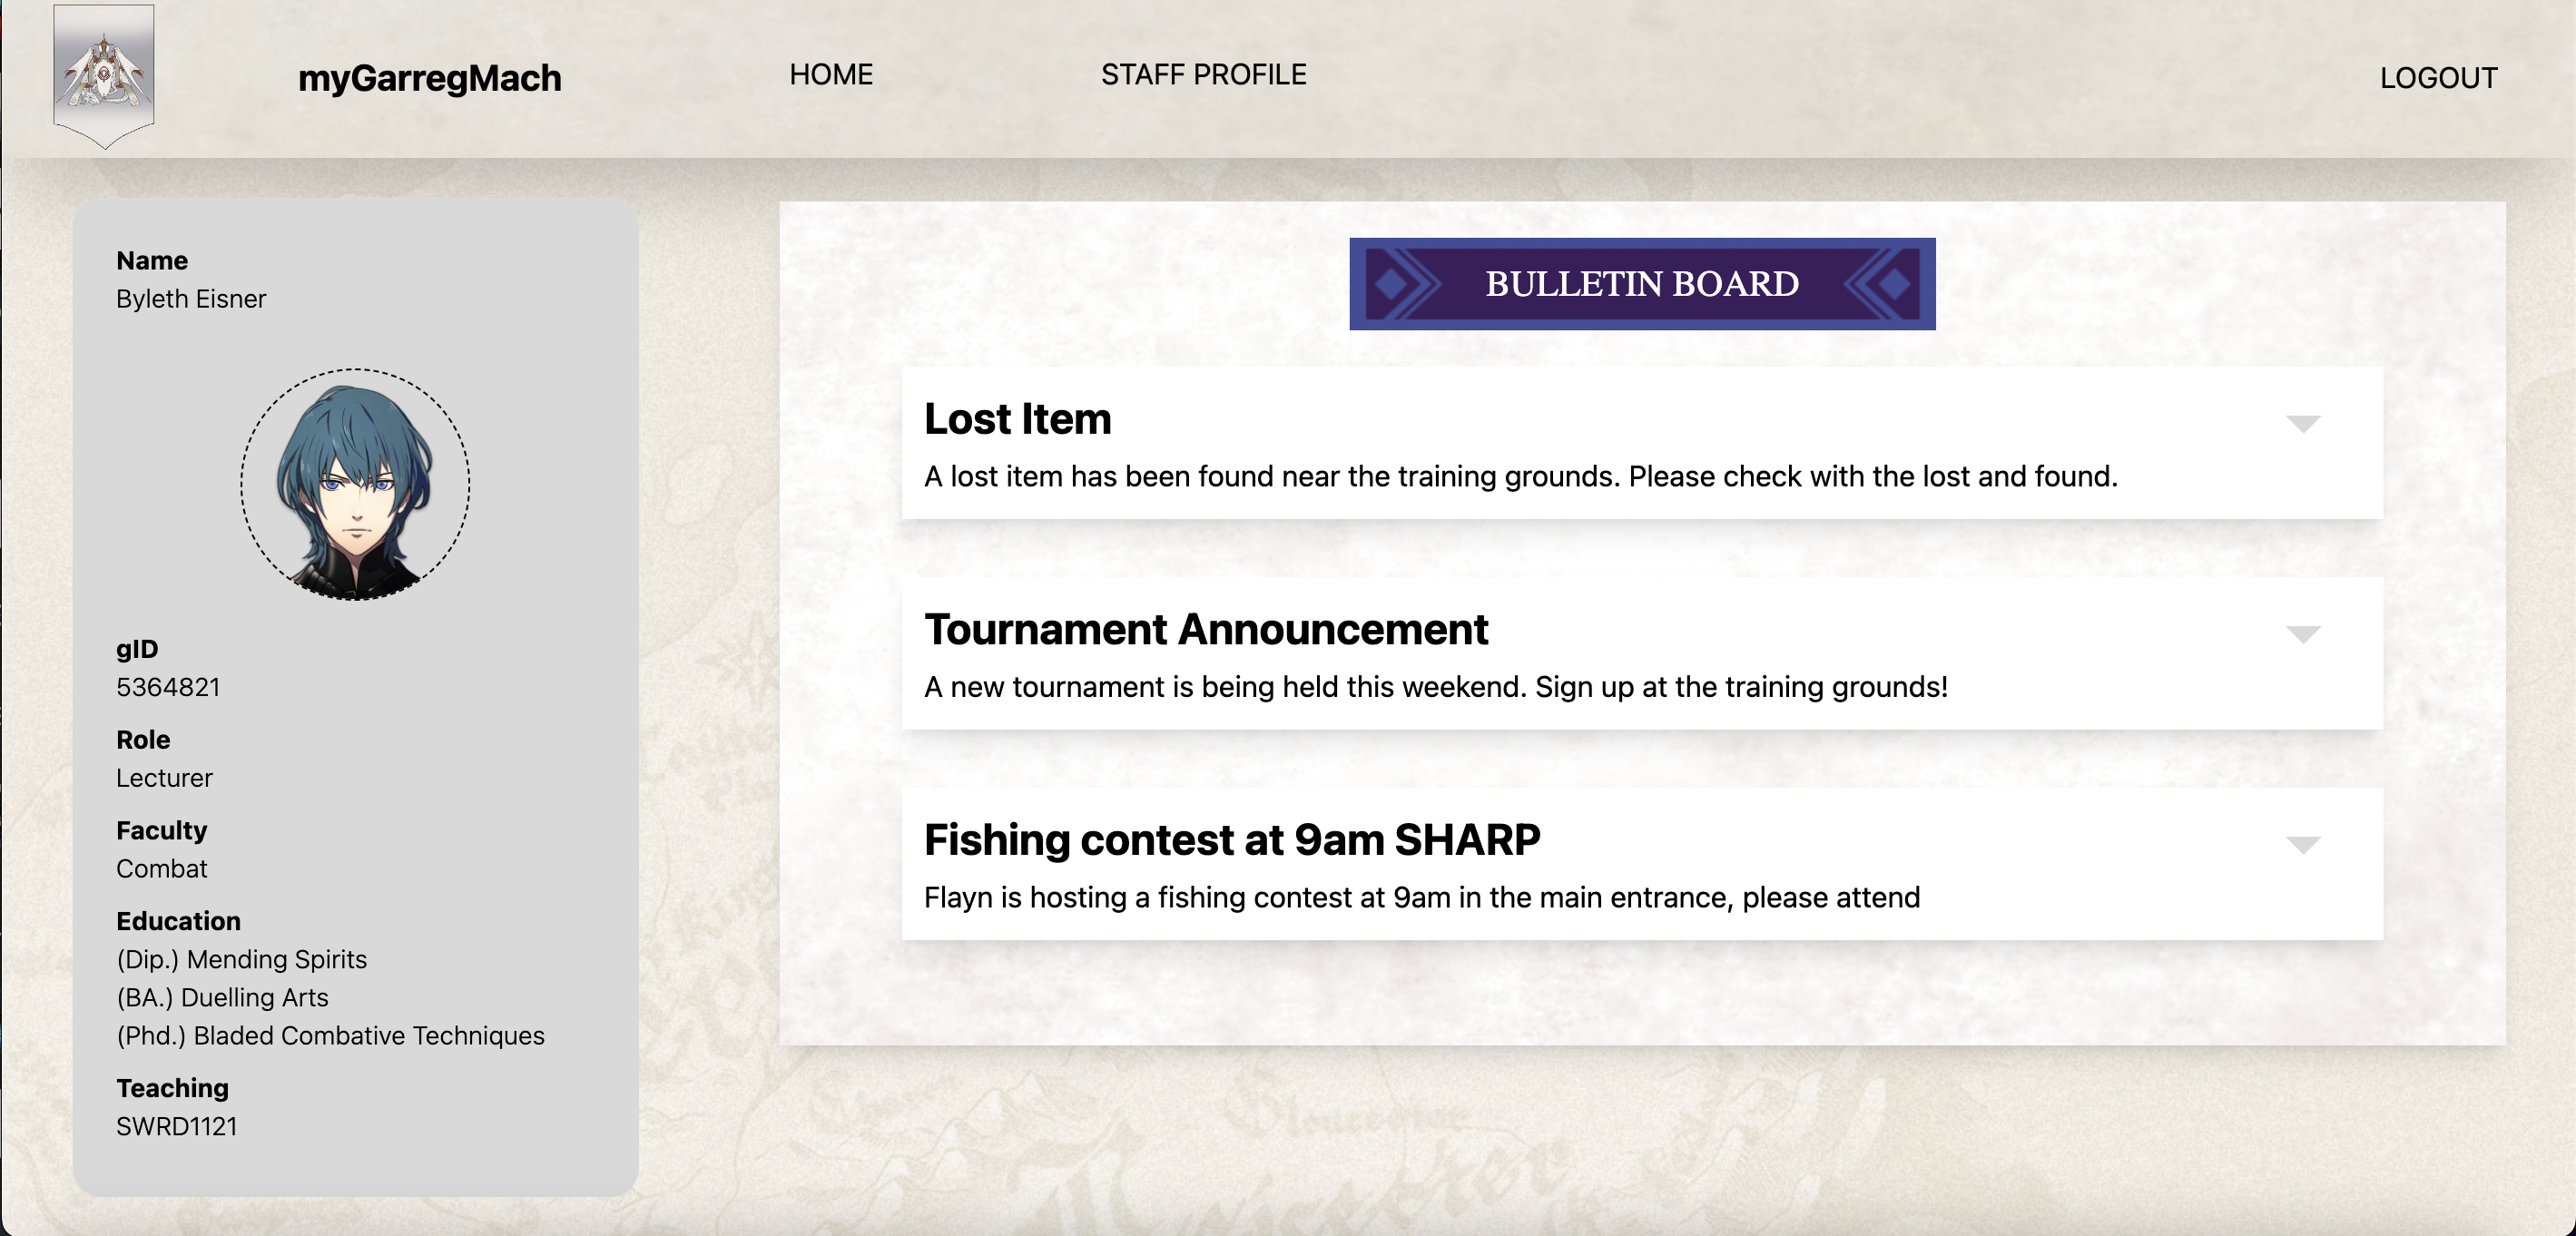 myGarregMach
HOME
STAFF PROFILE
LOGOUT
Name
Byleth Eisner
gID
5364821
Role
Lecturer
Faculty
Combat
Education
(Dip.) Mending Spirits
(BA.) Duelling Arts
(Phd.) Bladed Combative Techniques
Teaching
SWRD1121
BULLETIN BOARD
Lost Item
A lost item has been found near the training grounds. Please check with the lost and found.
Tournament Announcement
A new tournament is being held this weekend. Sign up at the training grounds!
Fishing contest at 9am SHARP
Flayn is hosting a fishing contest at 9am in the main entrance, please attend
Gloucester